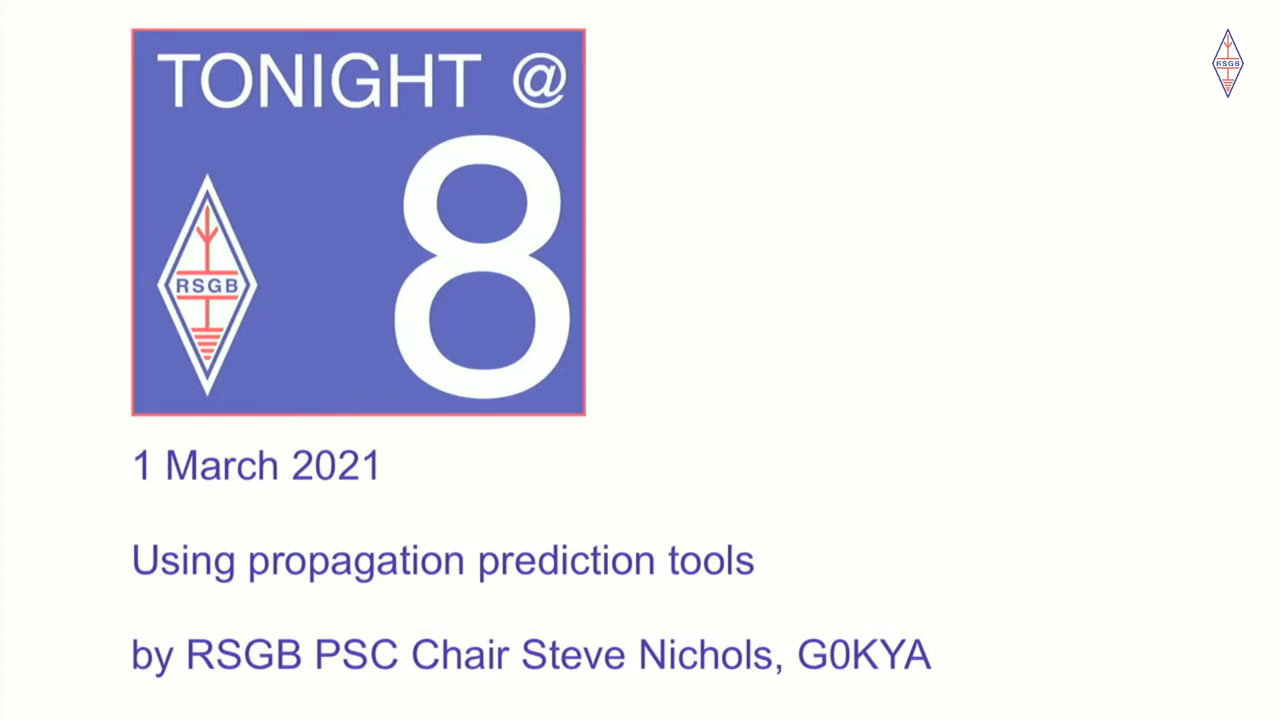 TONIGHT @
8
RSGB
RSGB
1 March 2021
Using propagation prediction tools
by RSGB PSC Chair Steve Nichols, G0KYA